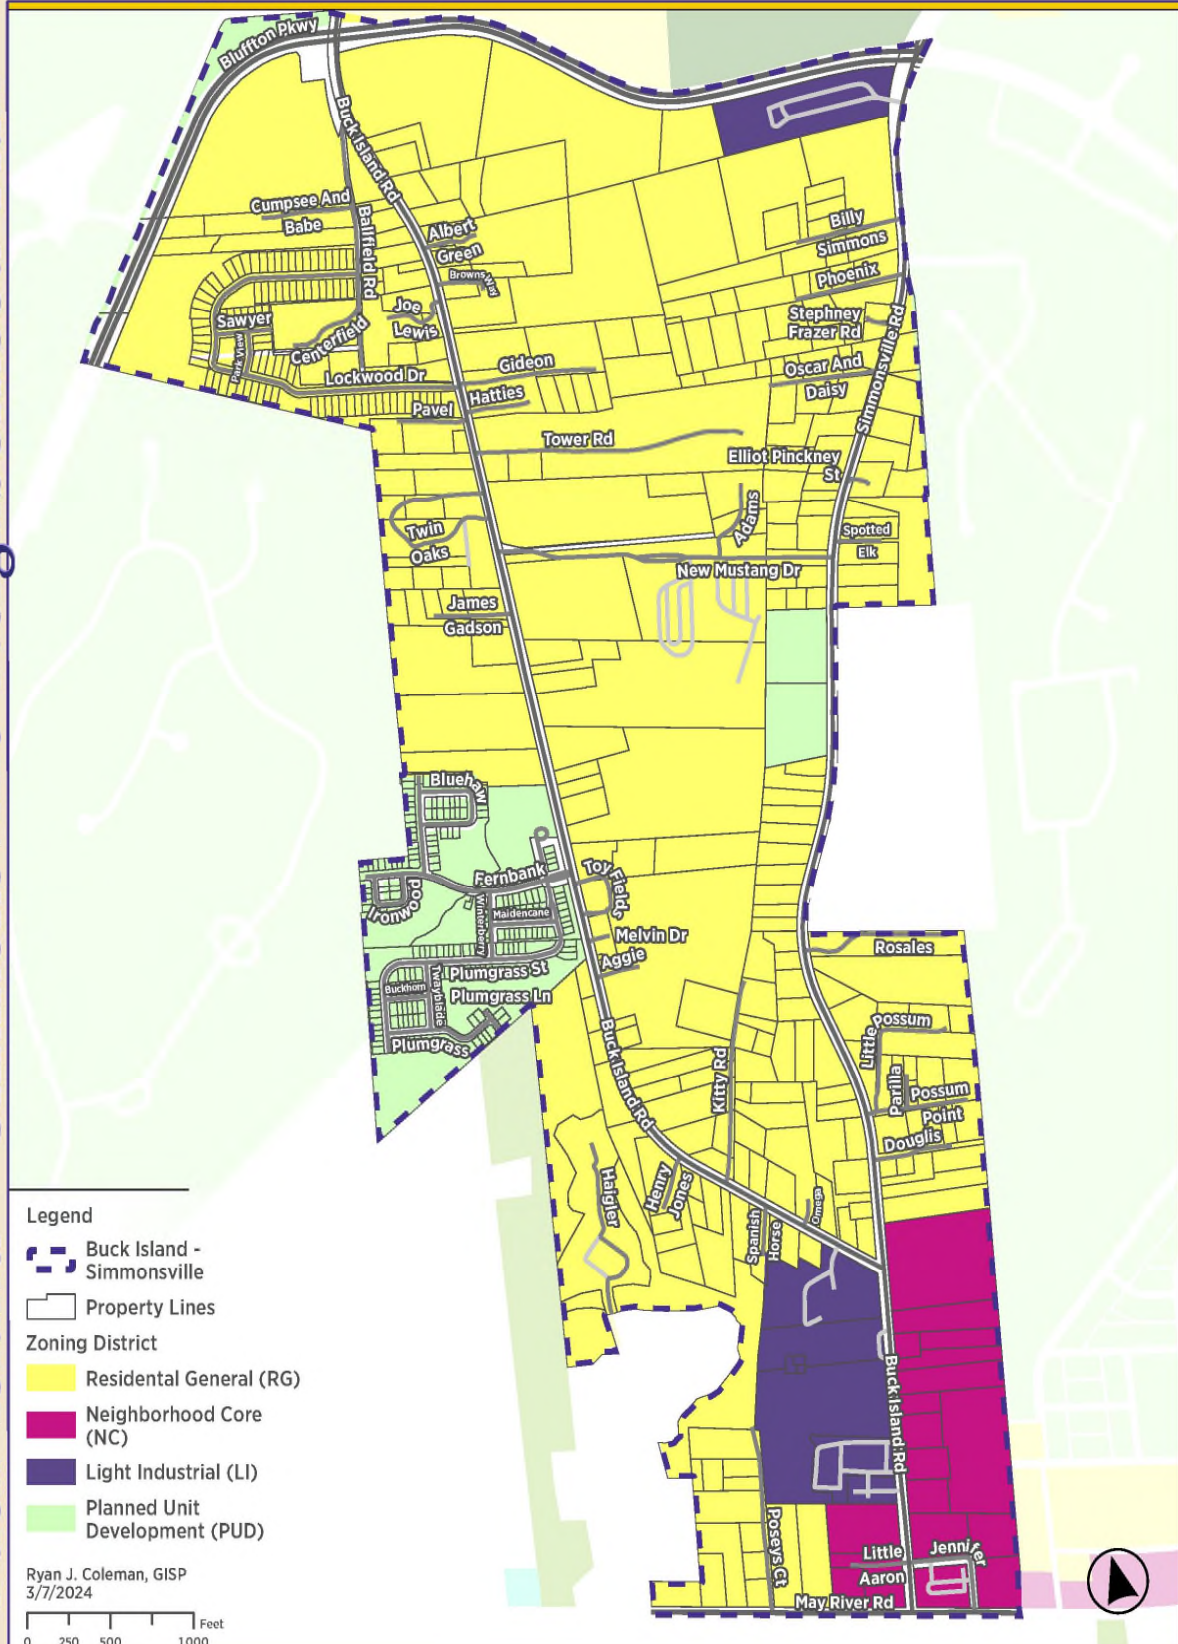 Bluffton Pkwy
Buck Island Rd
Cumpsee And
Babe
Ballfield Rd
Albert
Green
Browns Way
Billy
Simmons
Phoenix
Joe
Lewis
Sawyer
Centerfield
Park View
Stephney
Frazer Rd
Simmonsville Rd
Oscar And
Daisy
Gideon
Lockwood Dr
Hatties
Pavel
Tower Rd
Elliot Pinckney
St
Adams
Twin
Oaks
Spotted
Elk
New Mustang Dr
James
Gadson
Bluehaw
Fernbank
Toy Fields
Ironwood
Winterberry
Maidencane
Melvin Dr
Aggie
Rosales
Plumgrass St
Buckhorn
Twayblade
Plumgrass Ln
Plumgrass
Buck Island Rd
Kitty Rd
Little Possum
Parilla
Possum
Point
Douglis
Haigler
Henry
Jones
Spanish
Horse
Omega
Buck Island Rd
Poseys Ct
Little
Aaron
Jennifer
May River Rd
Legend
Buck Island -
Simmonsville
Property Lines
Zoning District
Residental General (RG)
Neighborhood Core
(NC)
Light Industrial (LI)
Planned Unit
Development (PUD)
Ryan J. Coleman, GISP
3/7/2024
Feet
0 250 500 1,000